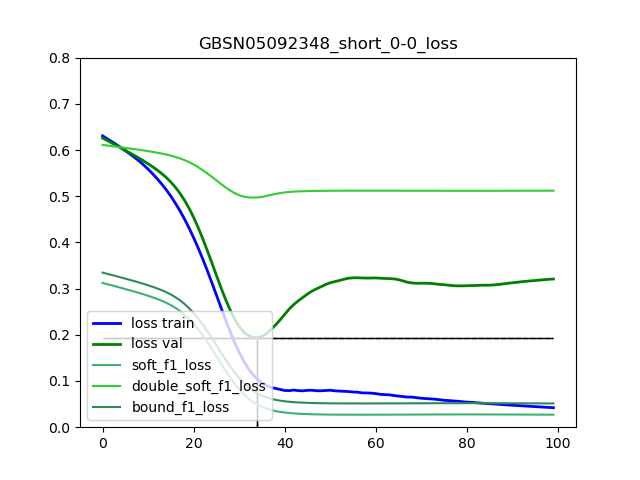 GBSN05092348_short_0-0_loss
0.8
0.7
0.6
0.5
0.4
0.3
0.2
0.1
0.0
loss train
loss val
soft_f1_loss
double_soft_f1_loss
bound_f1_loss
0 20 40 60 80 100